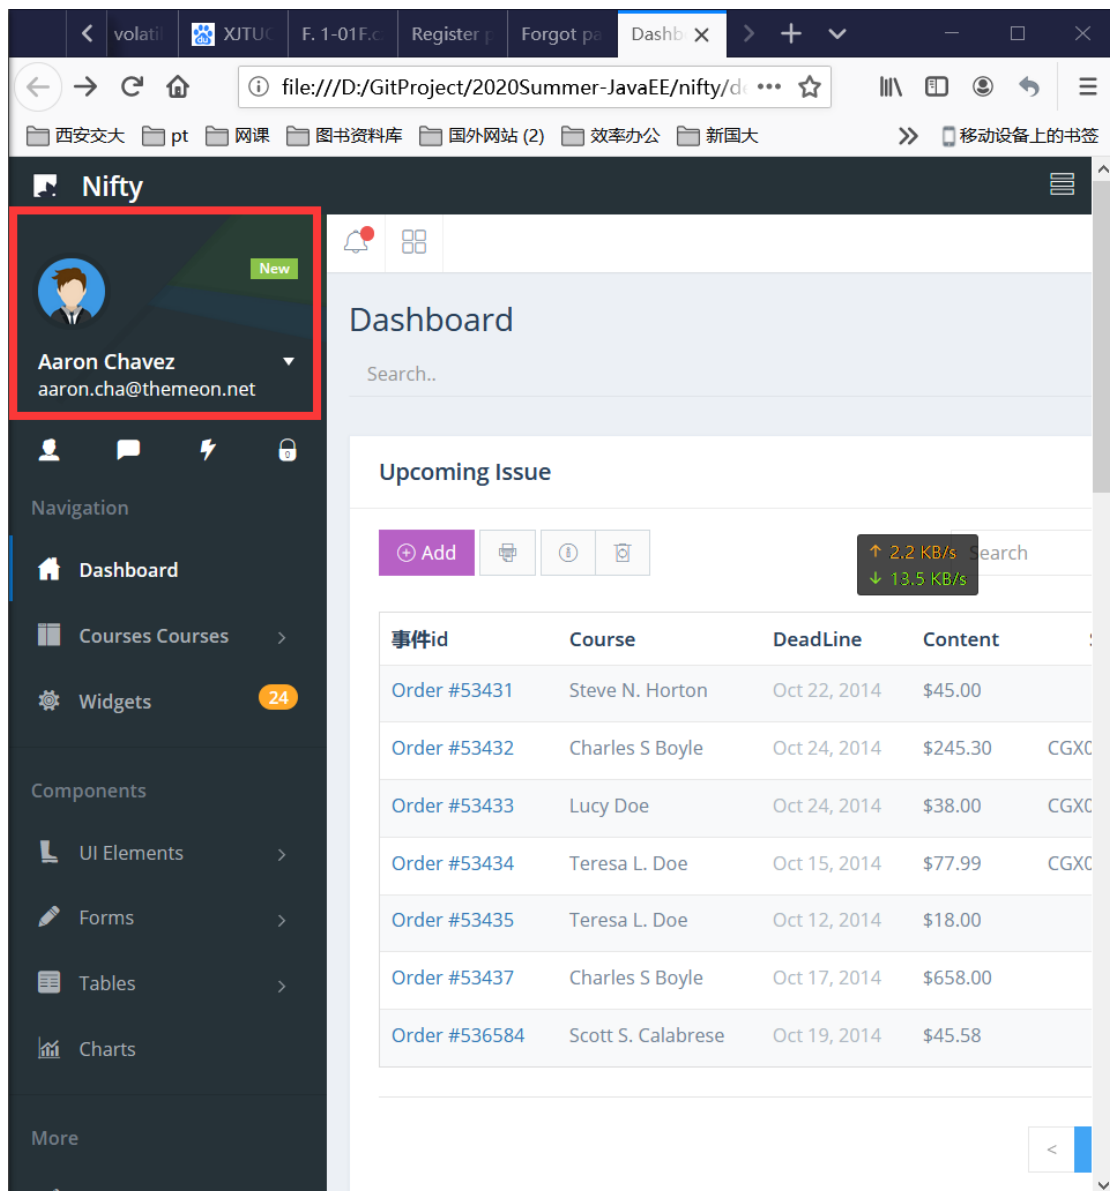 volati XJTUC F. 1-01F.c Register p Forgot pa Dashb
file:///D:/GitProject/2020Summer-JavaEE/nifty/d
西安交大 pt 网课 图书资料库 国外网站 (2) 效率办公 新国大 移动设备上的书签
Nifty
New
Aaron Chavez
aaron.cha@themeon.net
Navigation
Dashboard
Courses Courses
Widgets 24
Components
UI Elements
Forms
Tables
Charts
More
Dashboard
Search..
Upcoming Issue
Add
Search
↑ 2.2 KB/s
↓ 13.5 KB/s
事件id Course DeadLine Content
Order #53431 Steve N. Horton Oct 22, 2014 $45.00
Order #53432 Charles S Boyle Oct 24, 2014 $245.30 CGX0
Order #53433 Lucy Doe Oct 24, 2014 $38.00 CGX0
Order #53434 Teresa L. Doe Oct 15, 2014 $77.99 CGX0
Order #53435 Teresa L. Doe Oct 12, 2014 $18.00
Order #53437 Charles S Boyle Oct 17, 2014 $658.00
Order #536584 Scott S. Calabrese Oct 19, 2014 $45.58
<